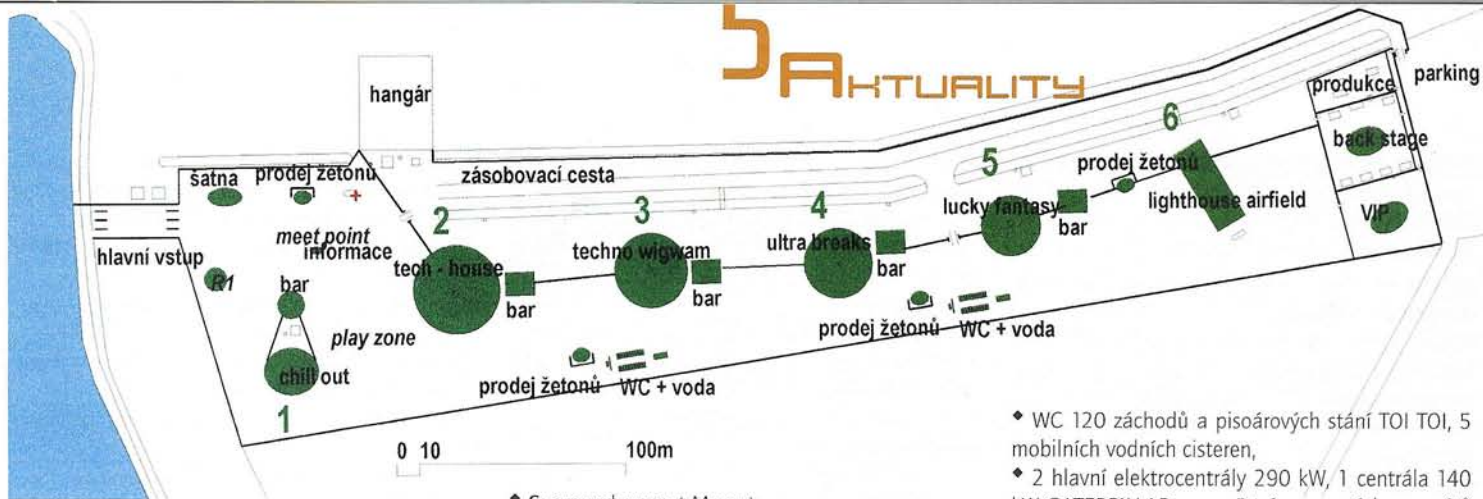 AKTUALITY
hangár
parking
produkce
back stage
VIP
6
5
prodej žetonů
lighthouse airfield
lucky fantasy
bar
zásobovací cesta
šatna
prodej žetonů
2
3
4
meet point
informace
hlavní vstup
tech - house
techno wigwam
ultra breaks
bar
bar
bar
R1
bar
play zone
chill out
1
prodej žetonů
WC + voda
prodej žetonů
WC + voda
0 10 100m
◆ WC 120 záchodů a pisoárových stání TOI TOI, 5
mobilních vodních cisteren,
◆ 2 hlavní elektrocentrály 290 kW, 1 centrála 140